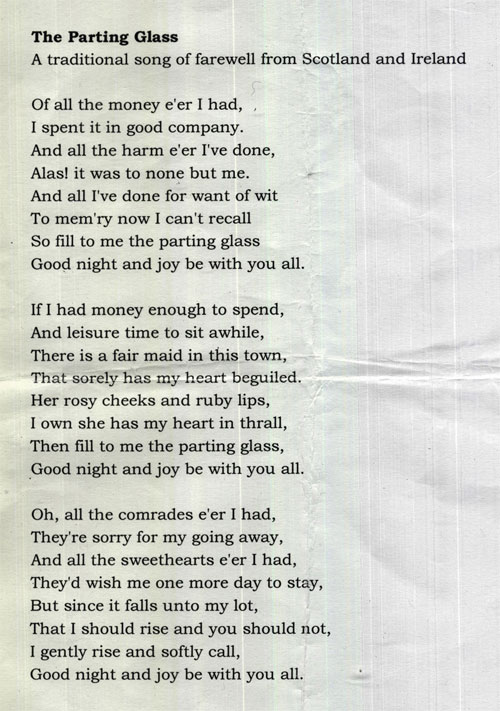 The Parting Glass
A traditional song of farewell from Scotland and Ireland

Of all the money e'er I had,
I spent it in good company.
And all the harm e'er I've done,
Alas! it was to none but me.
And all I've done for want of wit
To mem'ry now I can't recall
So fill to me the parting glass
Good night and joy be with you all.

If I had money enough to spend,
And leisure time to sit awhile,
There is a fair maid in this town,
That sorely has my heart beguiled.
Her rosy cheeks and ruby lips,
I own she has my heart in thrall,
Then fill to me the parting glass,
Good night and joy be with you all.

Oh, all the comrades e'er I had,
They're sorry for my going away,
And all the sweethearts e'er I had,
They'd wish me one more day to stay,
But since it falls unto my lot,
That I should rise and you should not,
I gently rise and softly call,
Good night and joy be with you all.